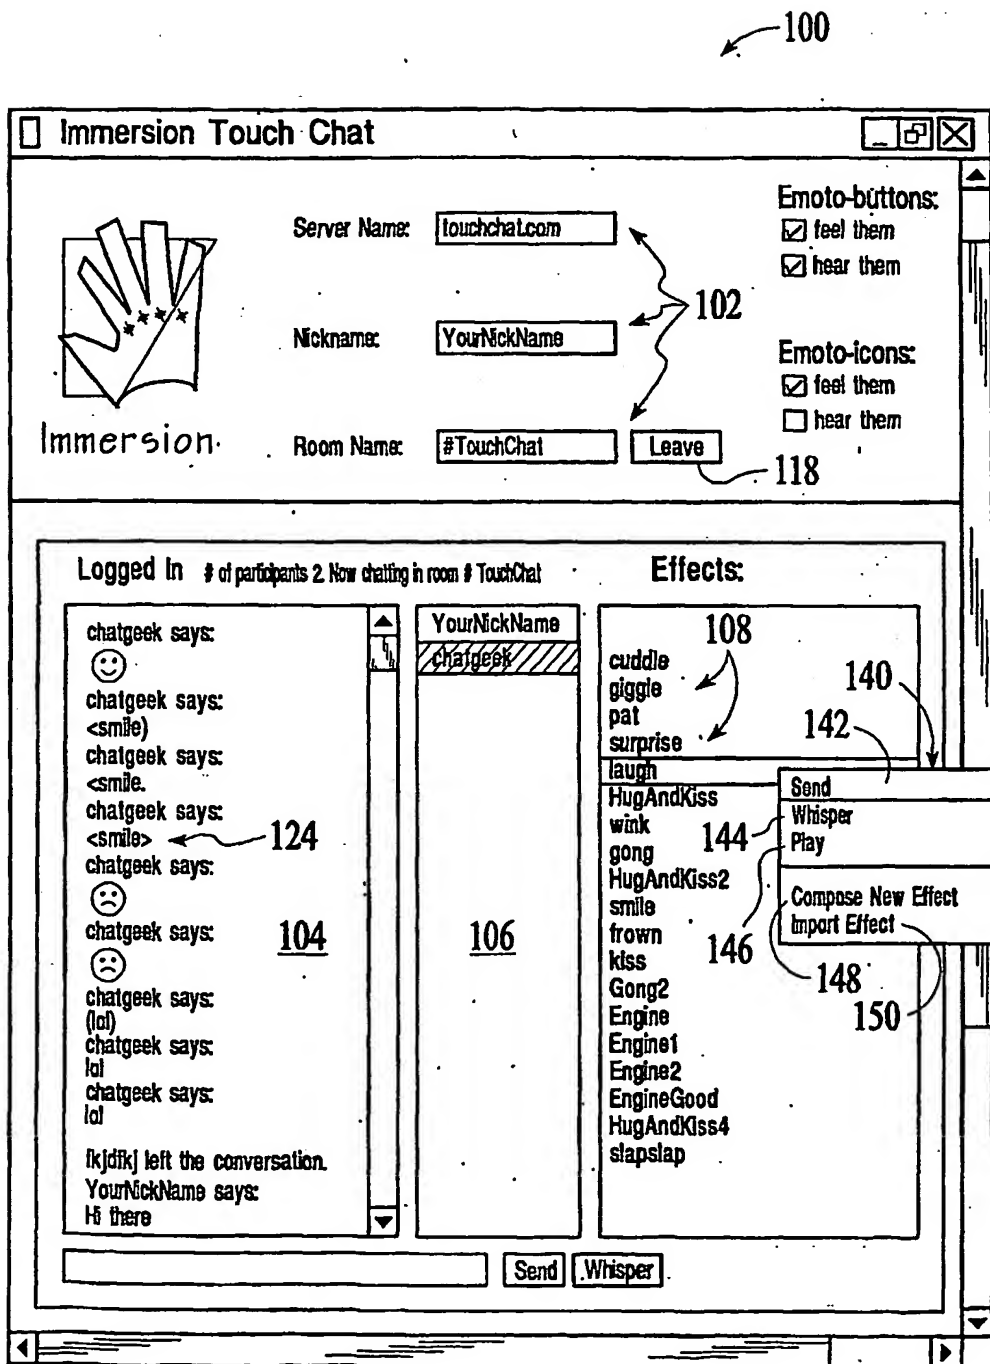 100
Immersion Touch Chat
Emoto-buttons:
Server Name: touchchat.com
feel them
hear them
102
Nickname: YourNickName
Emoto-icons:
feel them
hear them
Immersion
Room Name: #TouchChat Leave
118
Logged In # of participants 2. Now chatting in room # TouchChat
Effects:
chatgeek says:
chatgeek says:
<smile)
chatgeek says:
<smile.
chatgeek says:
<smile>
124
chatgeek says:
chatgeek says:
104
chatgeek says:
(lol)
chatgeek says:
lol
chatgeek says:
lol
fkjdfkj left the conversation.
YourNickName says:
Hi there
YourNickName
chatgeek
106
108
cuddle
giggle
pat
surprise
laugh
HugAndKiss
wink
gong
HugAndKiss2
smile
frown
kiss
Gong2
Engine
Engine1
Engine2
EngineGood
HugAndKiss4
slapslap
140
142
Send
144
Whisper
146
Play
148
Compose New Effect
150
Import Effect
Send Whisper